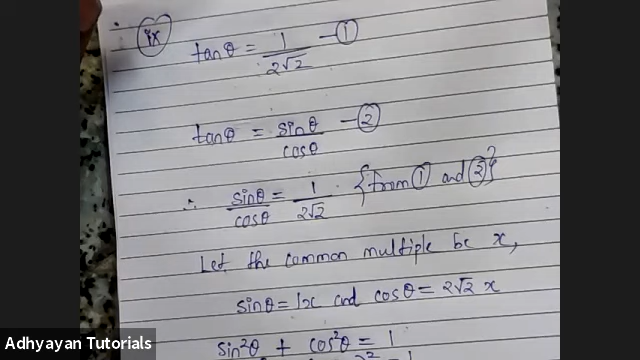 ix
tanθ = 1/2√2 —①
tanθ = sinθ/cosθ —②
∴ sinθ/cosθ = 1/2√2 {from ① and ②}
Let the common multiple be x,
sinθ = 1x and cosθ = 2√2 x
sin²θ + cos²θ = 1
Adhyayan Tutorials